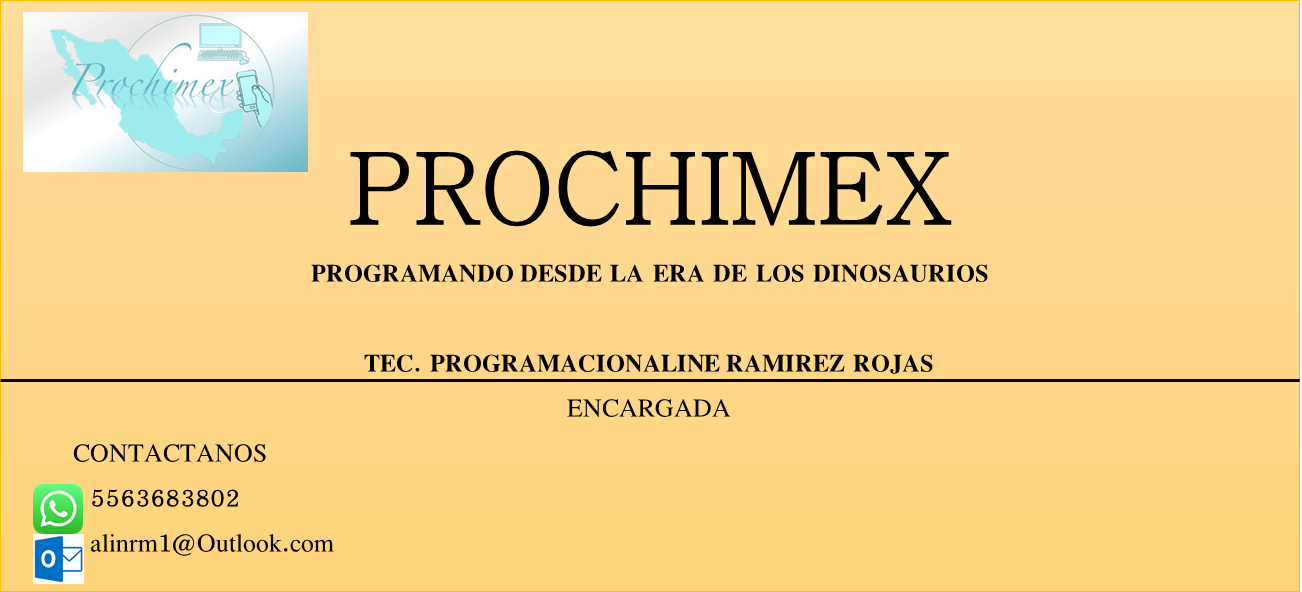 Prochimex
PROCHIMEX
PROGRAMANDO DESDE LA ERA DE LOS DINOSAURIOS
TEC. PROGRAMACIONALINE RAMIREZ ROJAS
ENCARGADA
CONTACTANOS
5563683802
alinrm1@Outlook.com